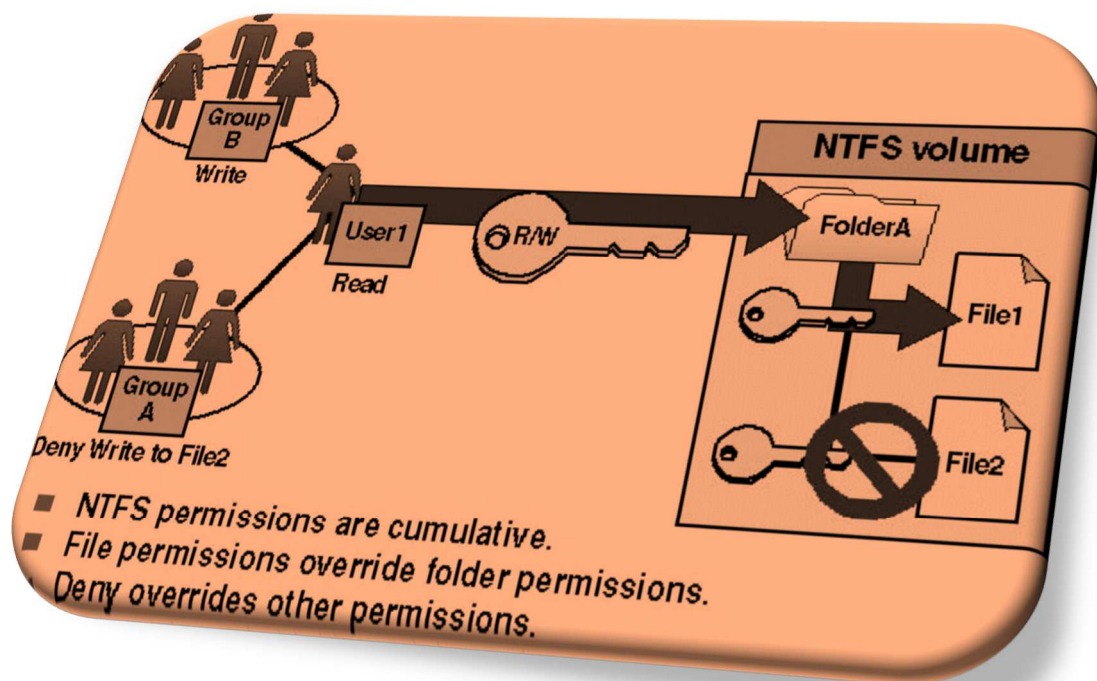 Group
B
Write
NTFS volume
User1
Read
R/W
FolderA
File1
Group
A
Deny Write to File2
File2
NTFS permissions are cumulative.
File permissions override folder permissions.
Deny overrides other permissions.